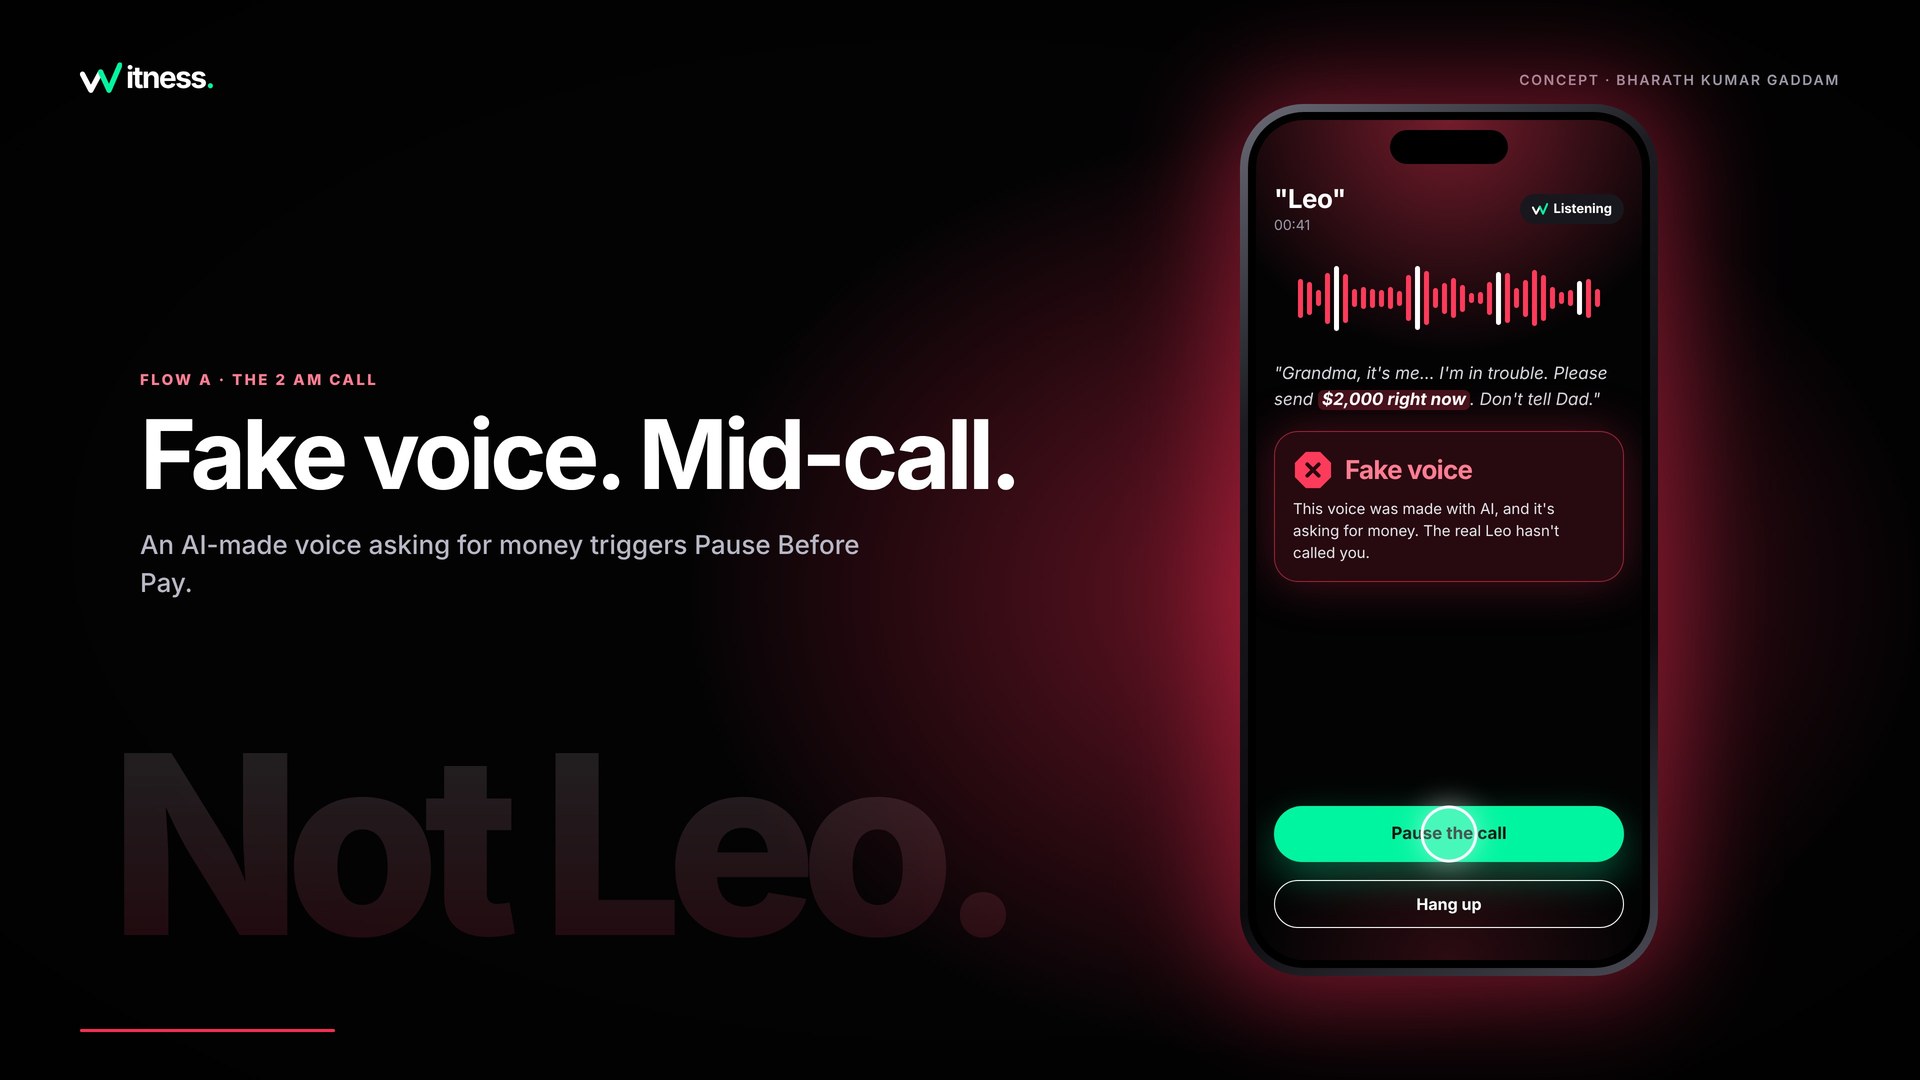 Witness.
CONCEPT · BHARATH KUMAR GADDAM
FLOW A · THE 2 AM CALL
Fake voice. Mid-call.
An AI-made voice asking for money triggers Pause Before
Pay.
Not Leo.
"Leo"
00:41
Listening
"Grandma, it's me... I'm in trouble. Please
send $2,000 right now. Don't tell Dad."
Fake voice
This voice was made with AI, and it's
asking for money. The real Leo hasn't
called you.
Pause the call
Hang up